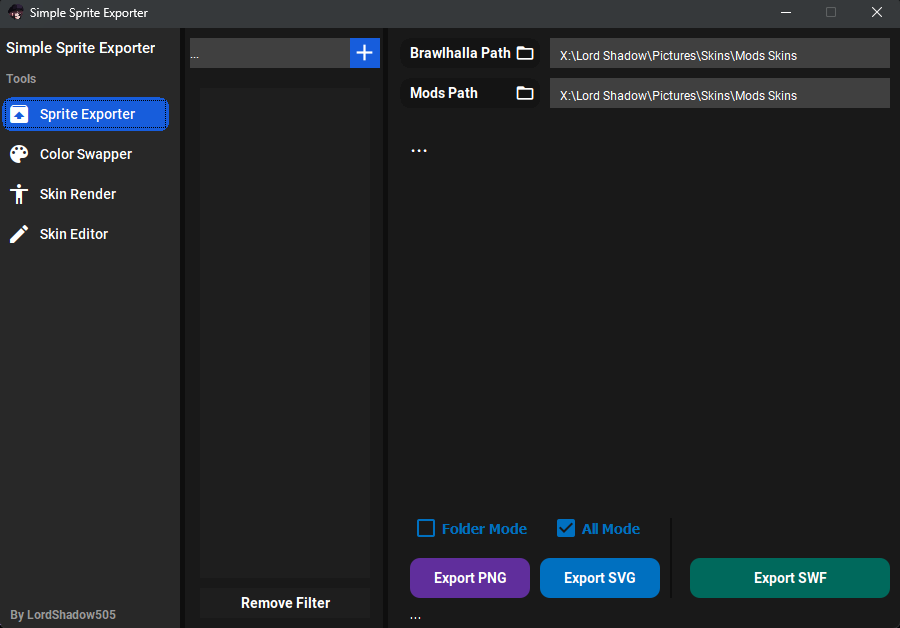 Simple Sprite Exporter
Simple Sprite Exporter
Tools
Sprite Exporter
Color Swapper
Skin Render
Skin Editor
By LordShadow505
...
Remove Filter
Brawlhalla Path
X:\Lord Shadow\Pictures\Skins\Mods Skins
Mods Path
X:\Lord Shadow\Pictures\Skins\Mods Skins
...
Folder Mode
All Mode
Export PNG
Export SVG
Export SWF
...